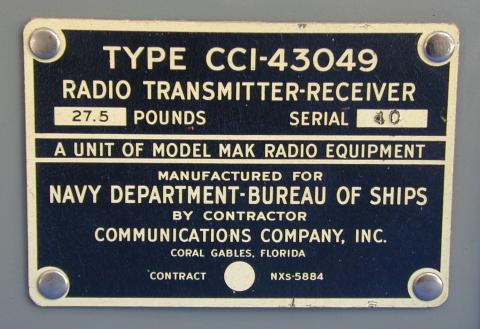 TYPE CCI-43049
RADIO TRANSMITTER-RECEIVER
27.5 POUNDS SERIAL 40
A UNIT OF MODEL MAK RADIO EQUIPMENT
MANUFACTURED FOR
NAVY DEPARTMENT-BUREAU OF SHIPS
BY CONTRACTOR
COMMUNICATIONS COMPANY, INC.
CORAL GABLES, FLORIDA
CONTRACT NXs-5884